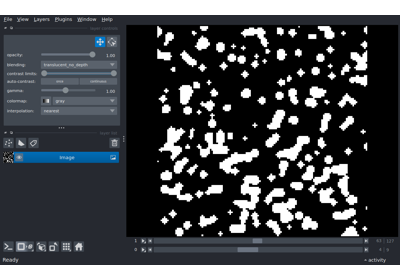 File View Layers Plugins Window Help
opacity: 1.00
blending: translucent_no_depth
contrast limits:
auto-contrast: once continuous
gamma: 1.00
colormap: gray
interpolation: nearest
Image
1
0
Ready
activity